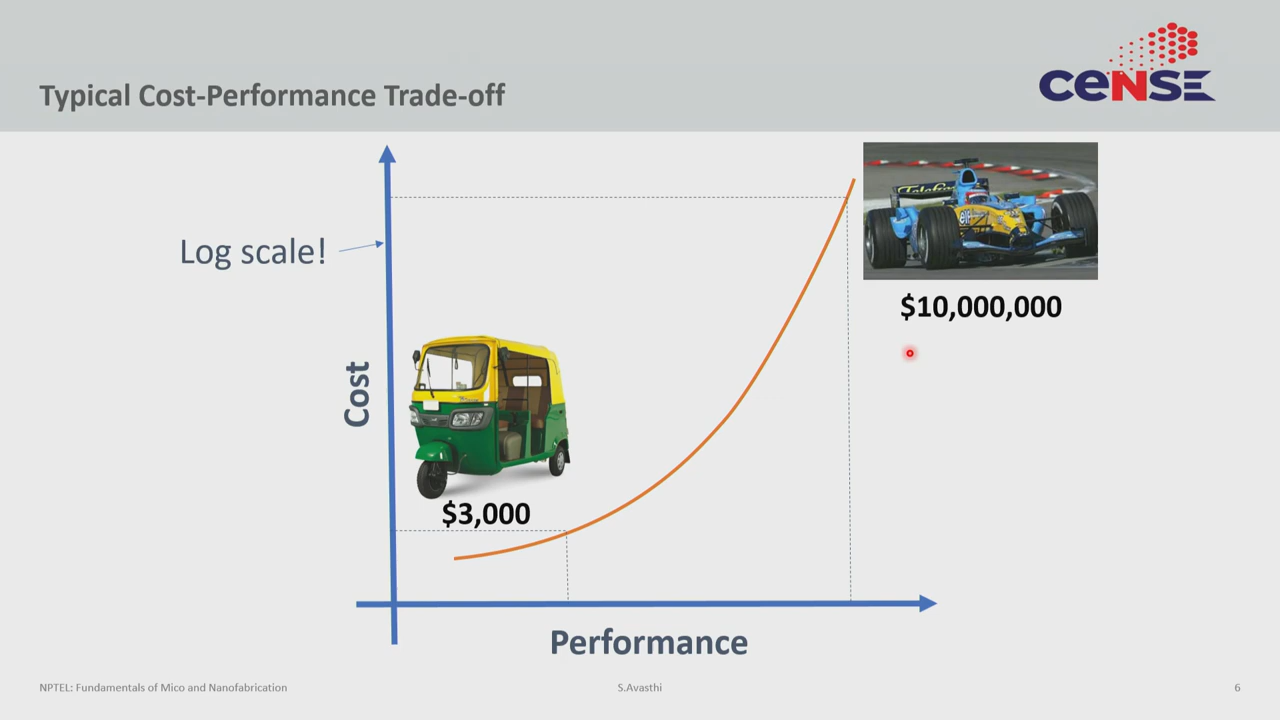 Typical Cost-Performance Trade-off
CeNSE
Log scale!
Cost
$3,000
$10,000,000
elf
Performance
NPTEL: Fundamentals of Mico and Nanofabrication
S.Avasthi
6